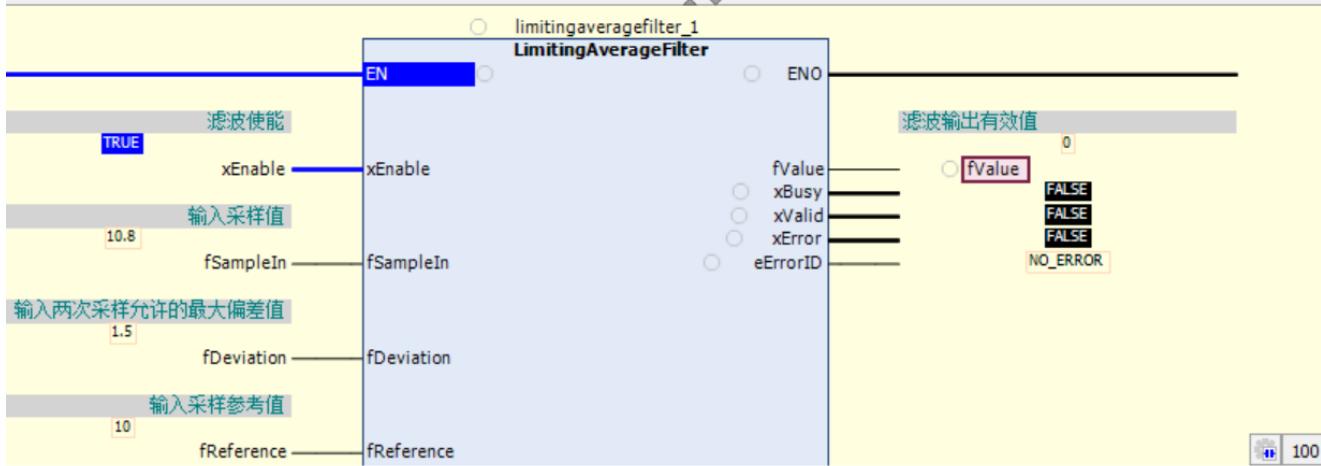 limitingaveragefilter_1
LimitingAverageFilter
EN
ENO
滤波使能
滤波输出有效值
TRUE
0
xEnable
xEnable
fValue
fValue
xBusy
FALSE
输入采样值
xValid
FALSE
10.8
xError
FALSE
fSampleIn
fSampleIn
eErrorID
NO_ERROR
输入两次采样允许的最大偏差值
1.5
fDeviation
fDeviation
输入采样参考值
10
fReference
fReference
100